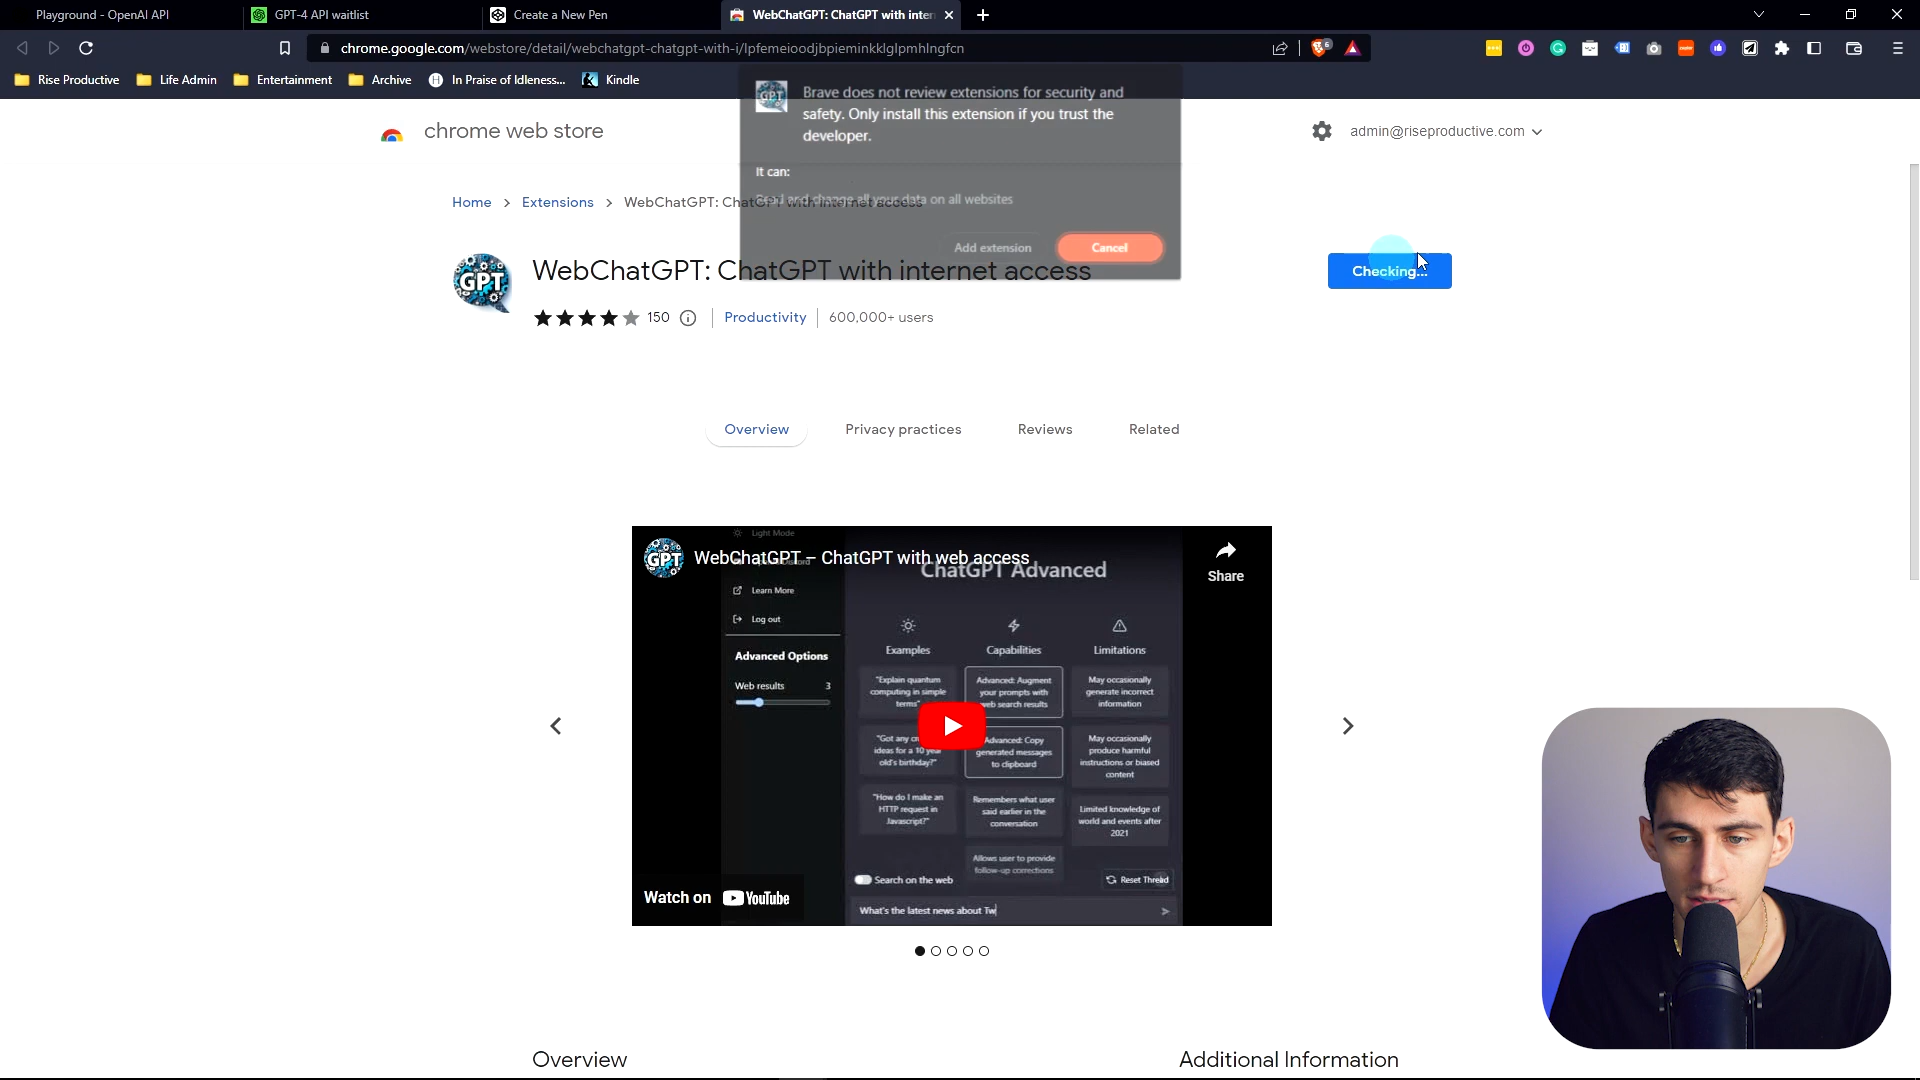 Playground - OpenAI API
GPT-4 API waitlist
Create a New Pen
WebChatGPT: ChatGPT with inter
chrome.google.com/webstore/detail/webchatgpt-chatgpt-with-i/lpfemeioodjbpieminkklglpmhlngfcn
6
Rise Productive
Life Admin
Entertainment
Archive
In Praise of Idleness...
Kindle
GPT
Brave does not review extensions for security and
safety. Only install this extension if you trust the
developer.
It can:
Read and change all your data on all websites
Add extension
Cancel
chrome web store
admin@riseproductive.com
Home > Extensions > WebChatGPT: ChatGPT with internet access
GPT
WebChatGPT: ChatGPT with internet access
Checking...
150
Productivity
600,000+ users
Overview
Privacy practices
Reviews
Related
GPT
WebChatGPT – ChatGPT with web access
Share
Light Mode
Learn More
Log out
Advanced Options
Web results 3
ChatGPT Advanced
Examples
Capabilities
Limitations
"Explain quantum
computing in simple
terms"
Advanced: Augment
your prompts with
web search results
May occasionally
generate incorrect
information
"Got any
ideas for a 10 year
old's birthday?"
Advanced: Copy
generated messages
to clipboard
May occasionally
produce harmful
instructions or biased
content
"How do I make an
HTTP request in
Javascript?"
Remembers what user
said earlier in the
conversation
Limited knowledge of
world and events after
2021
Allows user to provide
follow-up corrections
Search on the web
Reset Thread
What's the latest news about Tw
Watch on YouTube
Overview
Additional Information